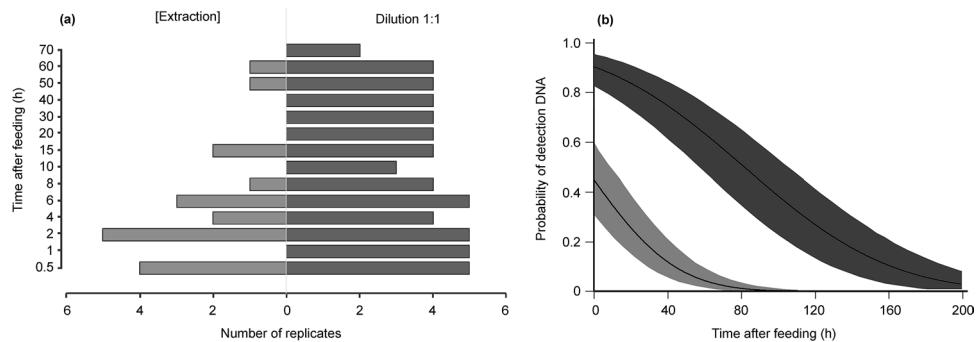 (a)
[Extraction]
Dilution 1:1
Time after feeding (h)
70
60
50
40
30
20
15
10
8
6
4
2
1
0.5
6 4 2 0 2 4 6
Number of replicates
(b)
Probability of detection DNA
1.0
0.8
0.6
0.4
0.2
0
0 40 80 120 160 200
Time after feeding (h)